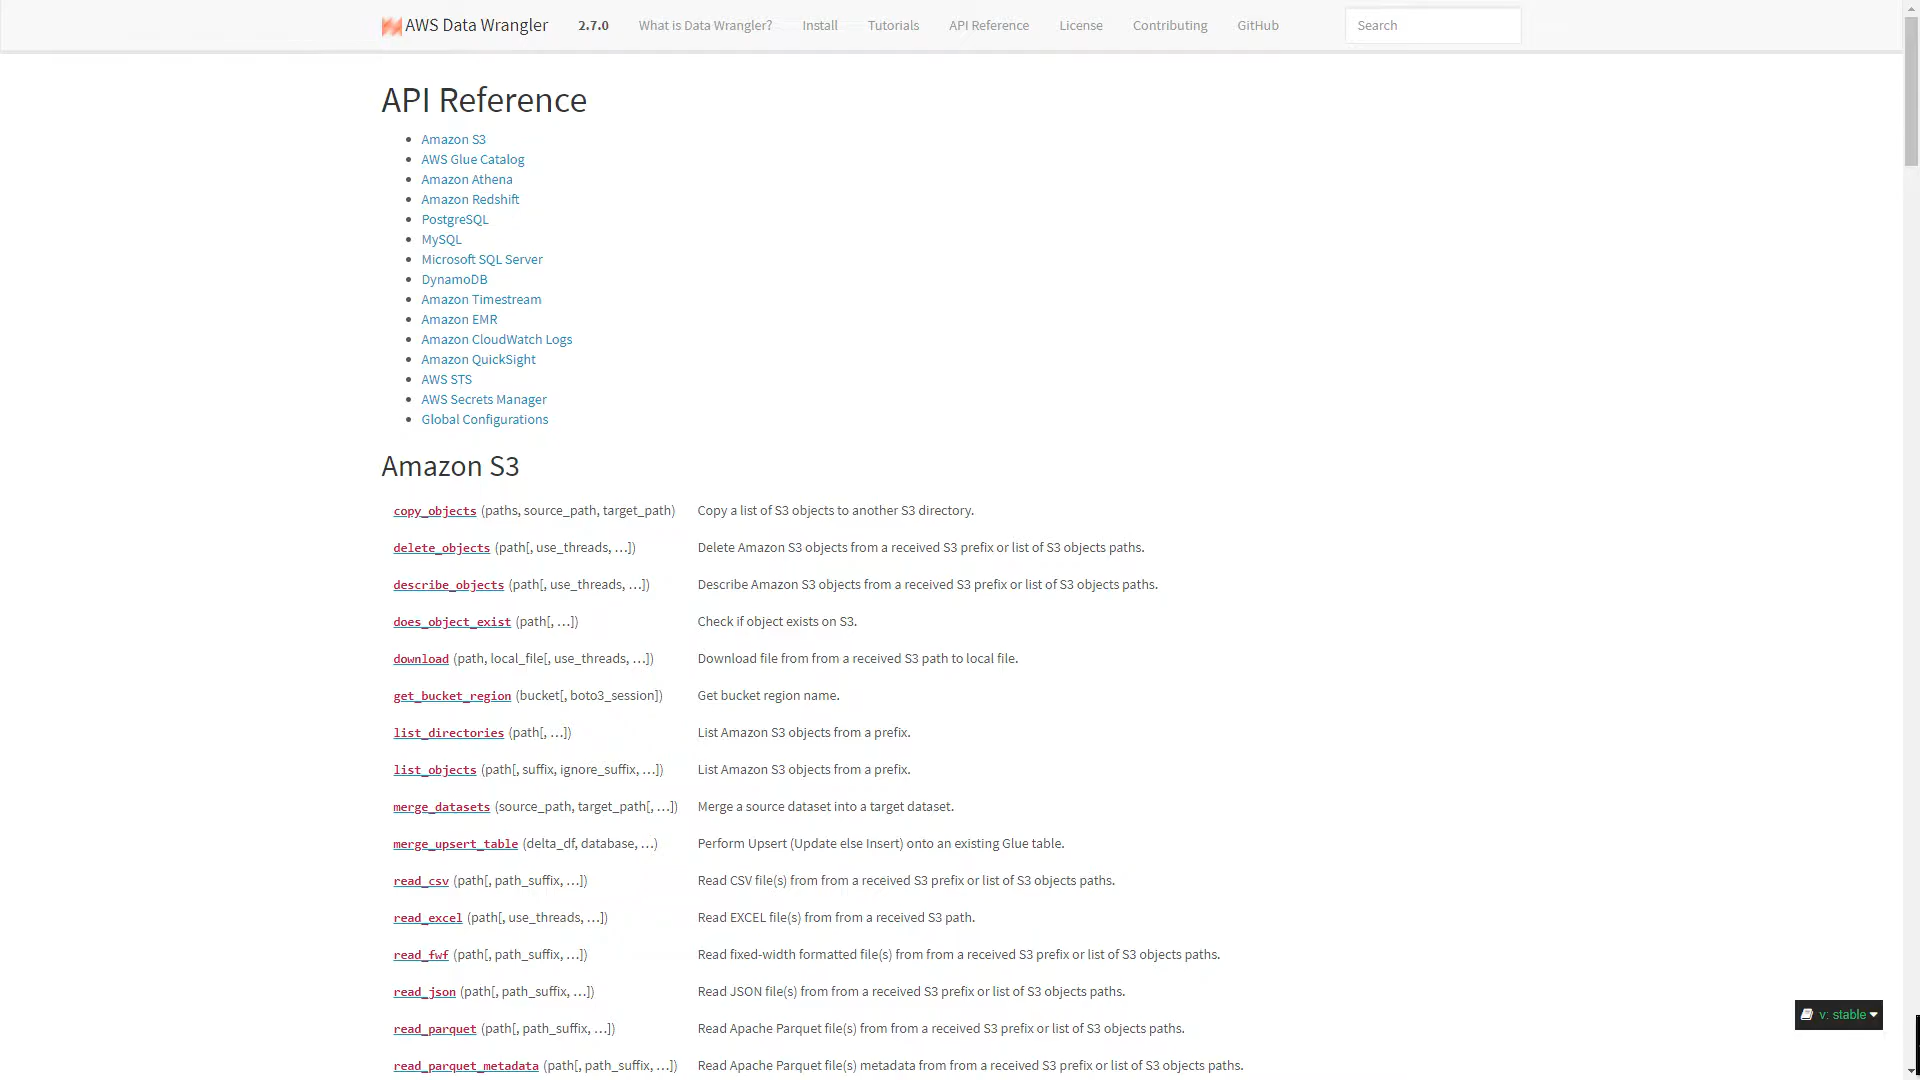 AWS Data Wrangler 2.7.0 What is Data Wrangler? Install Tutorials API Reference License Contributing GitHub Search
API Reference
• Amazon S3
• AWS Glue Catalog
• Amazon Athena
• Amazon Redshift
• PostgreSQL
• MySQL
• Microsoft SQL Server
• DynamoDB
• Amazon Timestream
• Amazon EMR
• Amazon CloudWatch Logs
• Amazon QuickSight
• AWS STS
• AWS Secrets Manager
• Global Configurations
Amazon S3
copy_objects (paths, source_path, target_path) Copy a list of S3 objects to another S3 directory.
delete_objects (path[, use_threads, …]) Delete Amazon S3 objects from a received S3 prefix or list of S3 objects paths.
describe_objects (path[, use_threads, …]) Describe Amazon S3 objects from a received S3 prefix or list of S3 objects paths.
does_object_exist (path[, …]) Check if object exists on S3.
download (path, local_file[, use_threads, …]) Download file from from a received S3 path to local file.
get_bucket_region (bucket[, boto3_session]) Get bucket region name.
list_directories (path[, …]) List Amazon S3 objects from a prefix.
list_objects (path[, suffix, ignore_suffix, …]) List Amazon S3 objects from a prefix.
merge_datasets (source_path, target_path[, …]) Merge a source dataset into a target dataset.
merge_upsert_table (delta_df, database, …) Perform Upsert (Update else Insert) onto an existing Glue table.
read_csv (path[, path_suffix, …]) Read CSV file(s) from from a received S3 prefix or list of S3 objects paths.
read_excel (path[, use_threads, …]) Read EXCEL file(s) from from a received S3 path.
read_fwf (path[, path_suffix, …]) Read fixed-width formatted file(s) from from a received S3 prefix or list of S3 objects paths.
read_json (path[, path_suffix, …]) Read JSON file(s) from from a received S3 prefix or list of S3 objects paths.
read_parquet (path[, path_suffix, …]) Read Apache Parquet file(s) from from a received S3 prefix or list of S3 objects paths.
read_parquet_metadata (path[, path_suffix, …]) Read Apache Parquet file(s) metadata from from a received S3 prefix or list of S3 objects paths.
v: stable